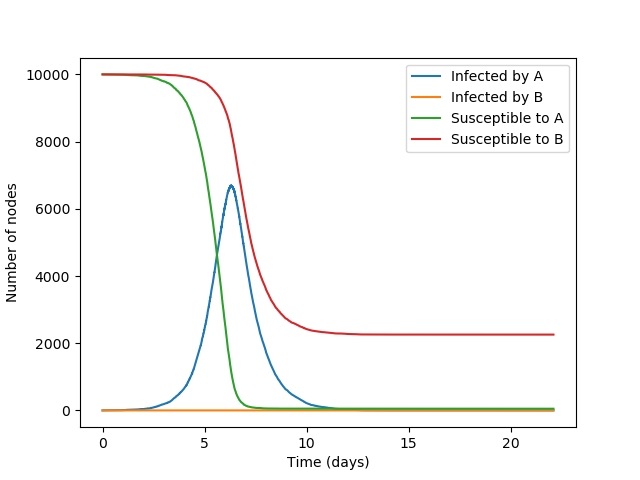 Infected by A
Infected by B
Susceptible to A
Susceptible to B
10000
8000
6000
4000
2000
0
Number of nodes
0 5 10 15 20
Time (days)